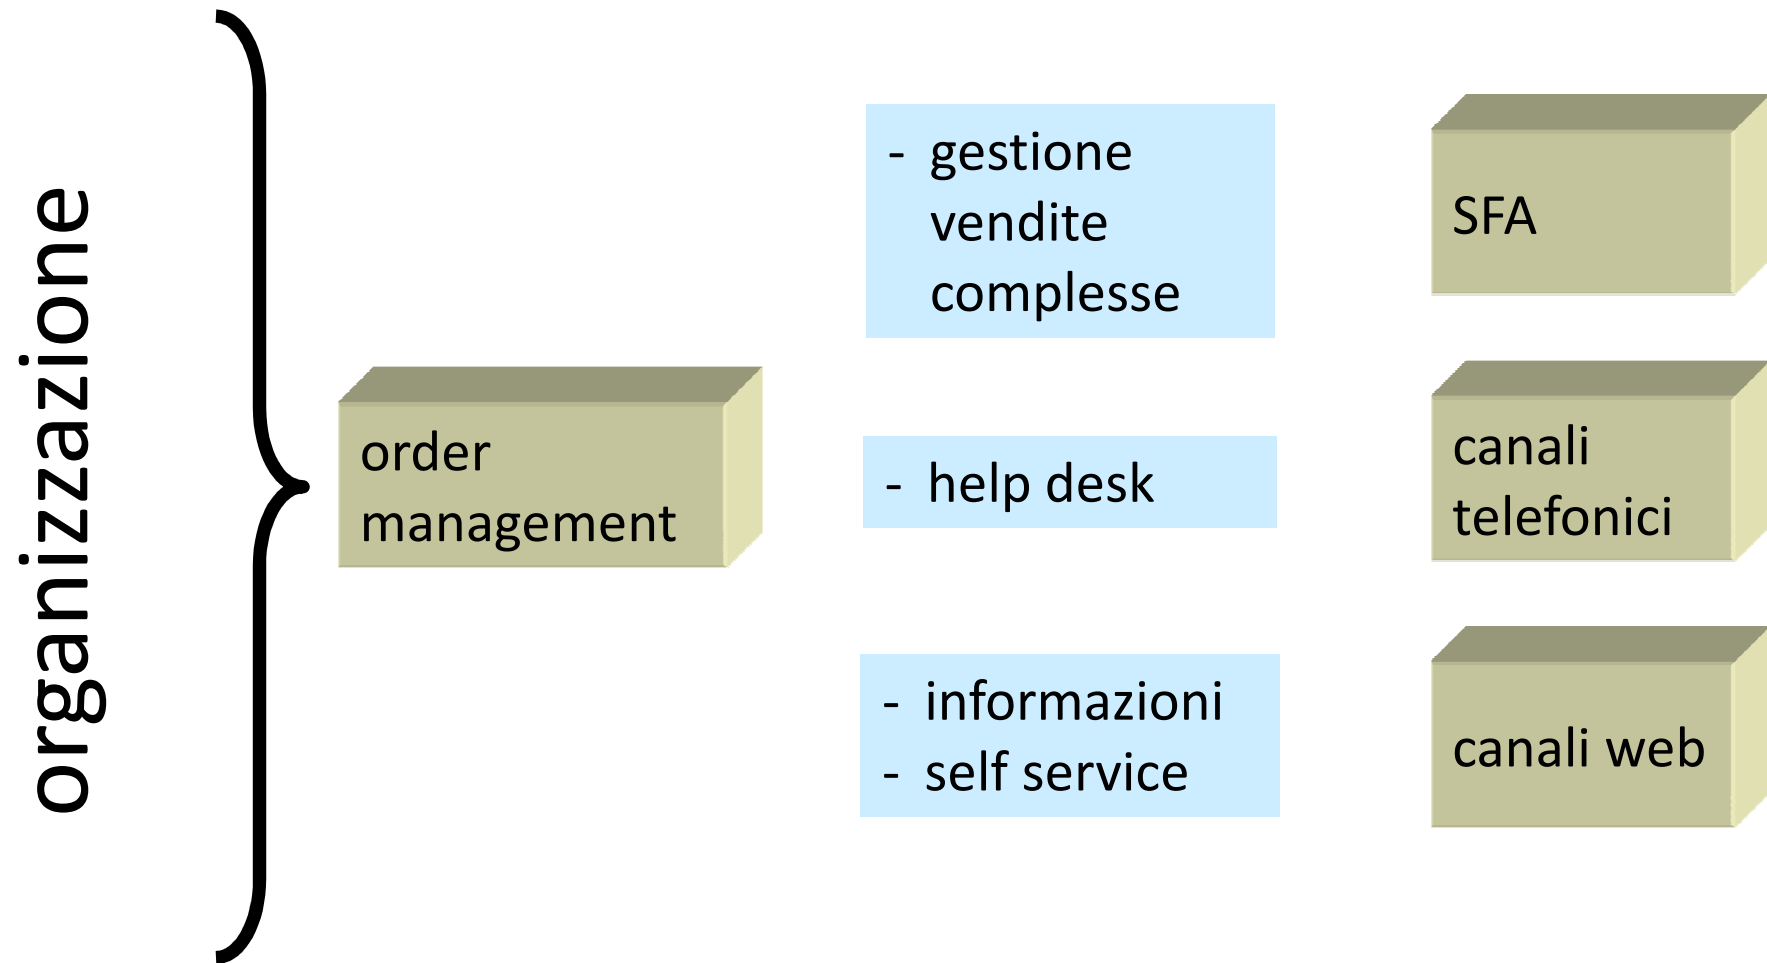 organizzazione
order
management
- gestione
vendite
complesse
- help desk
- informazioni
- self service
SFA
canali
telefonici
canali web